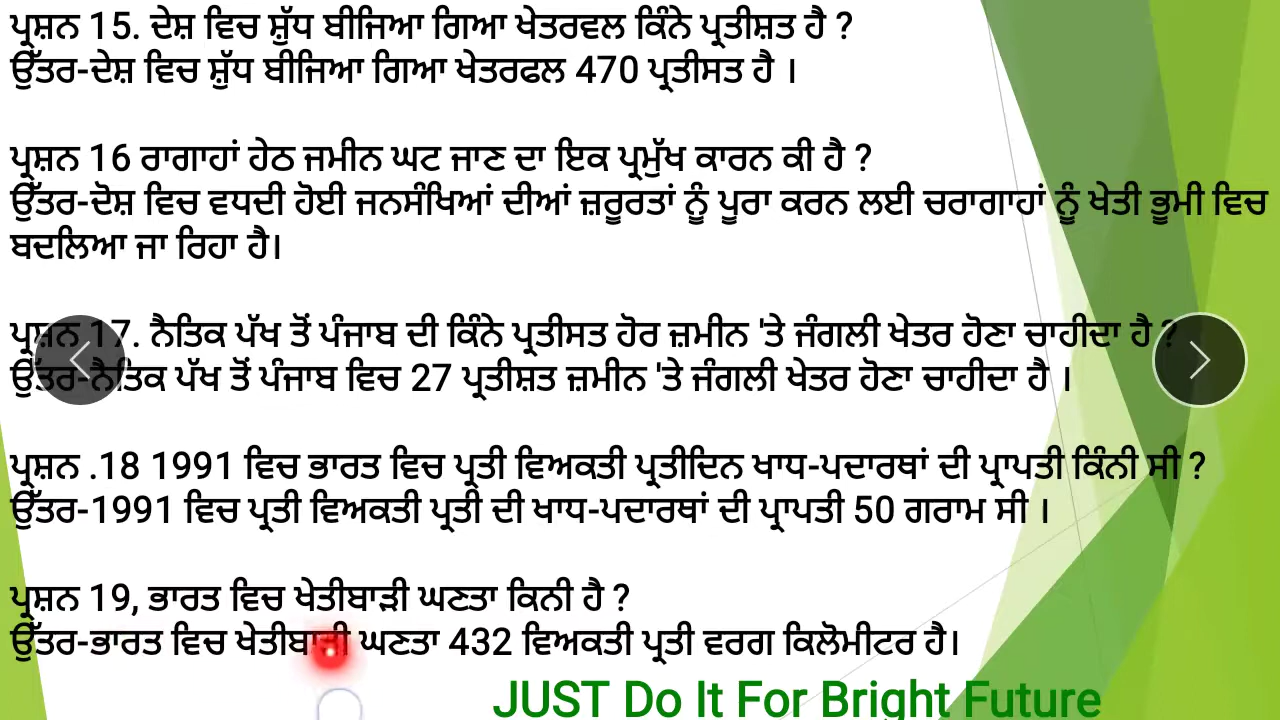 ਪ੍ਰਸ਼ਨ 15. ਦੇਸ਼ ਵਿਚ ਸ਼ੁੱਧ ਬੀਜਿਆ ਗਿਆ ਖੇਤਰਵਲ ਕਿੰਨੇ ਪ੍ਰਤੀਸ਼ਤ ਹੈ ?
ਉੱਤਰ-ਦੇਸ਼ ਵਿਚ ਸ਼ੁੱਧ ਬੀਜਿਆ ਗਿਆ ਖੇਤਰਫਲ 470 ਪ੍ਰਤੀਸਤ ਹੈ ।
ਪ੍ਰਸ਼ਨ 16 ਰਾਗਾਹਾਂ ਹੇਠ ਜਮੀਨ ਘਟ ਜਾਣ ਦਾ ਇਕ ਪ੍ਰਮੁੱਖ ਕਾਰਨ ਕੀ ਹੈ ?
ਉੱਤਰ-ਦੋਸ਼ ਵਿਚ ਵਧਦੀ ਹੋਈ ਜਨਸੰਖਿਆਂ ਦੀਆਂ ਜ਼ਰੂਰਤਾਂ ਨੂੰ ਪੂਰਾ ਕਰਨ ਲਈ ਚਰਾਗਾਹਾਂ ਨੂੰ ਖੇਤੀ ਭੂਮੀ ਵਿਚ
ਬਦਲਿਆ ਜਾ ਰਿਹਾ ਹੈ।
ਪ੍ਰਸ਼ਨ 17. ਨੈਤਿਕ ਪੱਖ ਤੋਂ ਪੰਜਾਬ ਦੀ ਕਿੰਨੇ ਪ੍ਰਤੀਸਤ ਹੋਰ ਜ਼ਮੀਨ 'ਤੇ ਜੰਗਲੀ ਖੇਤਰ ਹੋਣਾ ਚਾਹੀਦਾ ਹੈ ?
ਉੱਤਰ-ਨੈਤਿਕ ਪੱਖ ਤੋਂ ਪੰਜਾਬ ਵਿਚ 27 ਪ੍ਰਤੀਸ਼ਤ ਜ਼ਮੀਨ 'ਤੇ ਜੰਗਲੀ ਖੇਤਰ ਹੋਣਾ ਚਾਹੀਦਾ ਹੈ ।
ਪ੍ਰਸ਼ਨ .18 1991 ਵਿਚ ਭਾਰਤ ਵਿਚ ਪ੍ਰਤੀ ਵਿਅਕਤੀ ਪ੍ਰਤੀਦਿਨ ਖਾਧ-ਪਦਾਰਥਾਂ ਦੀ ਪ੍ਰਾਪਤੀ ਕਿੰਨੀ ਸੀ ?
ਉੱਤਰ-1991 ਵਿਚ ਪ੍ਰਤੀ ਵਿਅਕਤੀ ਪ੍ਰਤੀ ਦੀ ਖਾਧ-ਪਦਾਰਥਾਂ ਦੀ ਪ੍ਰਾਪਤੀ 50 ਗਰਾਮ ਸੀ ।
ਪ੍ਰਸ਼ਨ 19, ਭਾਰਤ ਵਿਚ ਖੇਤੀਬਾੜੀ ਘਣਤਾ ਕਿਨੀ ਹੈ ?
ਉੱਤਰ-ਭਾਰਤ ਵਿਚ ਖੇਤੀਬਾੜੀ ਘਣਤਾ 432 ਵਿਅਕਤੀ ਪ੍ਰਤੀ ਵਰਗ ਕਿਲੋਮੀਟਰ ਹੈ।
JUST Do It For Bright Future